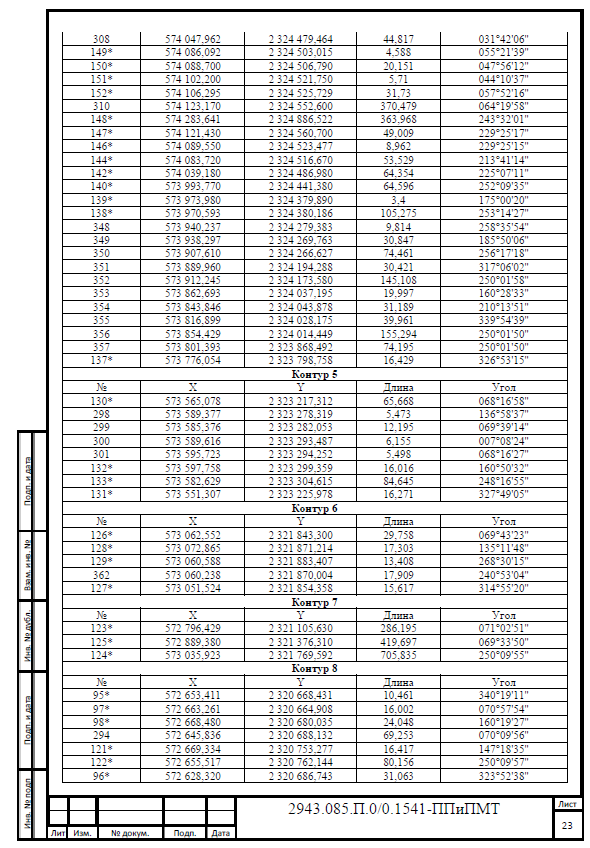 308 574 047,962 2 324 479,464 44,817 031°42'06"
149* 574 086,092 2 324 503,015 4,588 055°21'39"
150* 574 088,700 2 324 506,790 20,151 047°56'12"
151* 574 102,200 2 324 521,750 5,71 044°10'37"
152* 574 106,295 2 324 525,729 31,73 057°52'16"
310 574 123,170 2 324 552,600 370,479 064°19'58"
148* 574 283,641 2 324 886,522 363,968 243°32'01"
147* 574 121,430 2 324 560,700 49,009 229°25'17"
146* 574 089,550 2 324 523,477 8,962 229°25'15"
144* 574 083,720 2 324 516,670 53,529 213°41'14"
142* 574 039,180 2 324 486,980 64,354 225°07'11"
140* 573 993,770 2 324 441,380 64,596 252°09'35"
139* 573 973,980 2 324 379,890 3,4 175°00'20"
138* 573 970,593 2 324 380,186 105,275 253°14'27"
348 573 940,237 2 324 279,383 9,814 258°35'54"
349 573 938,297 2 324 269,763 30,847 185°50'06"
350 573 907,610 2 324 266,627 74,461 256°17'18"
351 573 889,960 2 324 194,288 30,421 317°06'02"
352 573 912,245 2 324 173,580 145,108 250°01'58"
353 573 862,693 2 324 037,195 19,997 160°28'33"
354 573 843,846 2 324 043,878 31,189 210°13'51"
355 573 816,899 2 324 028,175 39,961 339°54'39"
356 573 854,429 2 324 014,449 155,294 250°01'50"
357 573 801,393 2 323 868,492 74,195 250°01'50"
137* 573 776,054 2 323 798,758 16,429 326°53'15"
Контур 5
№ X Y Длина Угол
130* 573 565,078 2 323 217,312 65,668 068°16'58"
298 573 589,377 2 323 278,319 5,473 136°58'37"
299 573 585,376 2 323 282,053 12,195 069°39'14"
300 573 589,616 2 323 293,487 6,155 007°08'24"
301 573 595,723 2 323 294,252 5,498 068°16'27"
132* 573 597,758 2 323 299,359 16,016 160°50'32"
133* 573 582,629 2 323 304,615 84,645 248°16'55"
131* 573 551,307 2 323 225,978 16,271 327°49'05"
Контур 6
№ X Y Длина Угол
126* 573 062,552 2 321 843,300 29,758 069°43'23"
128* 573 072,865 2 321 871,214 17,303 135°11'48"
129* 573 060,588 2 321 883,407 13,408 268°30'15"
362 573 060,238 2 321 870,004 17,909 240°53'04"
127* 573 051,524 2 321 854,358 15,617 314°55'20"
Контур 7
№ X Y Длина Угол
123* 572 796,429 2 321 105,630 286,195 071°02'51"
125* 572 889,380 2 321 376,310 419,697 069°33'50"
124* 573 035,923 2 321 769,592 705,835 250°09'55"
Контур 8
№ X Y Длина Угол
95* 572 653,411 2 320 668,431 10,461 340°19'11"
97* 572 663,261 2 320 664,908 16,002 070°57'54"
98* 572 668,480 2 320 680,035 24,048 160°19'27"
294 572 645,836 2 320 688,132 69,253 070°09'56"
121* 572 669,334 2 320 753,277 16,417 147°18'35"
122* 572 655,517 2 320 762,144 80,156 250°09'57"
96* 572 628,320 2 320 686,743 31,063 323°52'38"
Подп. и дата
Взам. инв. №
Инв. № дубл.
Подп. и дата
Инв. № подп
2943.085.П.0/0.1541-ППиПМТ
Лист
23
Лит Изм. № докум. Подп. Дата